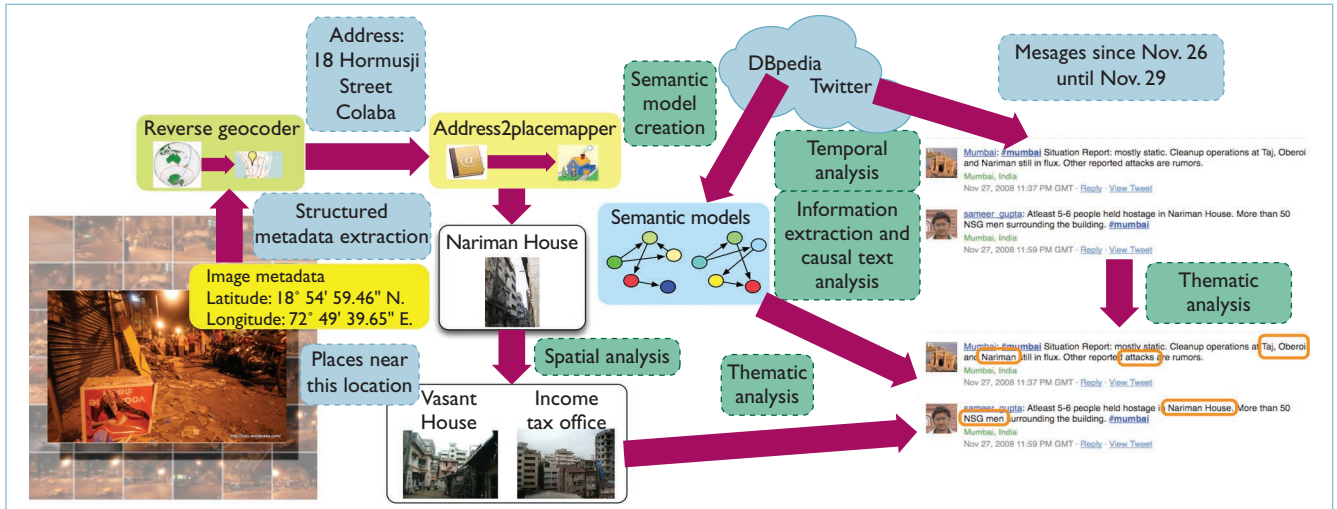 Address:
18 Hormusji
Street
Colaba
Reverse geocoder
Address2placemapper
Semantic
model
creation
DBpedia
Twitter
Mesages since Nov. 26
until Nov. 29
Temporal
analysis
Information
extraction and
causal text
analysis
Mumbai: #mumbai Situation Report: mostly static. Cleanup operations at Taj, Oberoi
and Nariman still in flux. Other reported attacks are rumors.
Mumbai, India
Nov 27, 2008 11:37 PM GMT · Reply · View Tweet
sameer_gupta: Atleast 5-6 people held hostage in Nariman House. More than 50
NSG men surrounding the building. #mumbai
Mumbai, India
Nov 27, 2008 11:59 PM GMT · Reply · View Tweet
Structured
metadata extraction
Image metadata
Latitude: 18° 54' 59.46" N.
Longitude: 72° 49' 39.65" E.
Nariman House
Semantic models
Thematic
analysis
Places near
this location
Spatial analysis
Vasant
House
Income
tax office
Thematic
analysis
Mumbai: #mumbai Situation Report: mostly static. Cleanup operations at Taj, Oberoi
and Nariman still in flux. Other reported attacks are rumors.
Mumbai, India
Nov 27, 2008 11:37 PM GMT · Reply · View Tweet
sameer_gupta: Atleast 5-6 people held hostage in Nariman House. More than 50
NSG men surrounding the building. #mumbai
Mumbai, India
Nov 27, 2008 11:59 PM GMT · Reply · View Tweet